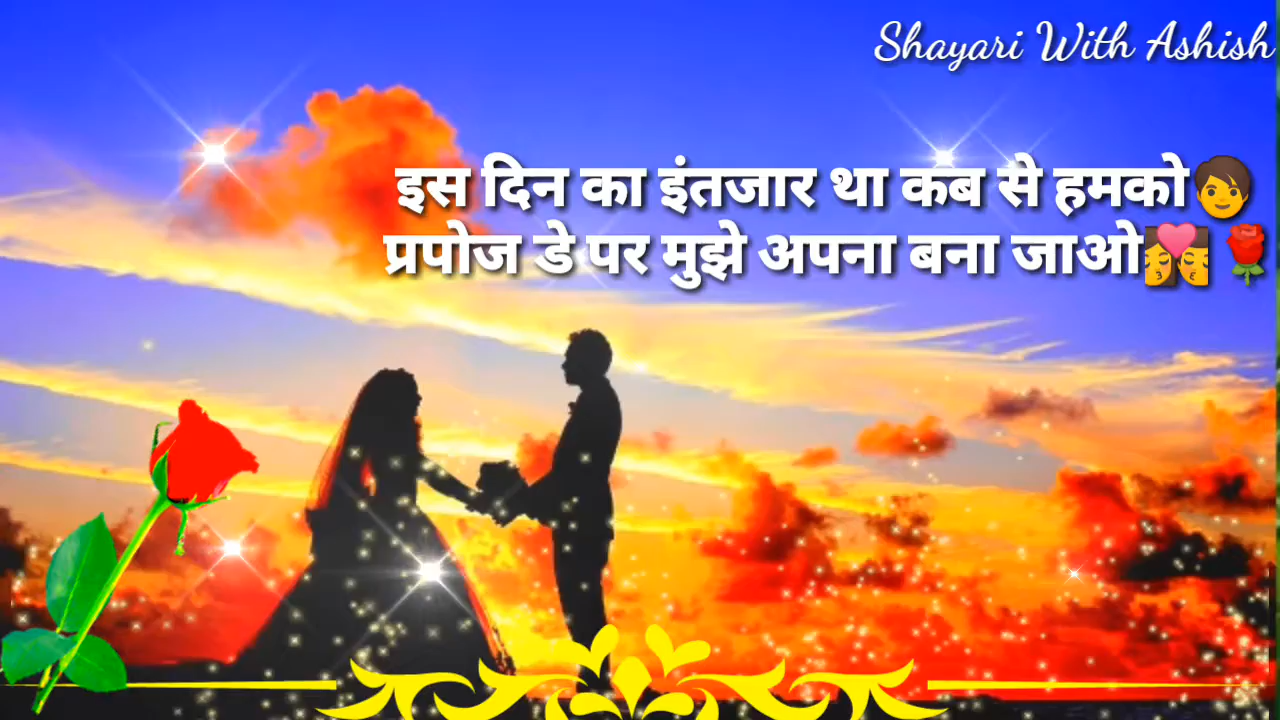 Shayari With Ashish
इस दिन का इंतजार था कब से हमको🧑
प्रपोज डे पर मुझे अपना बना जाओ💏🌹